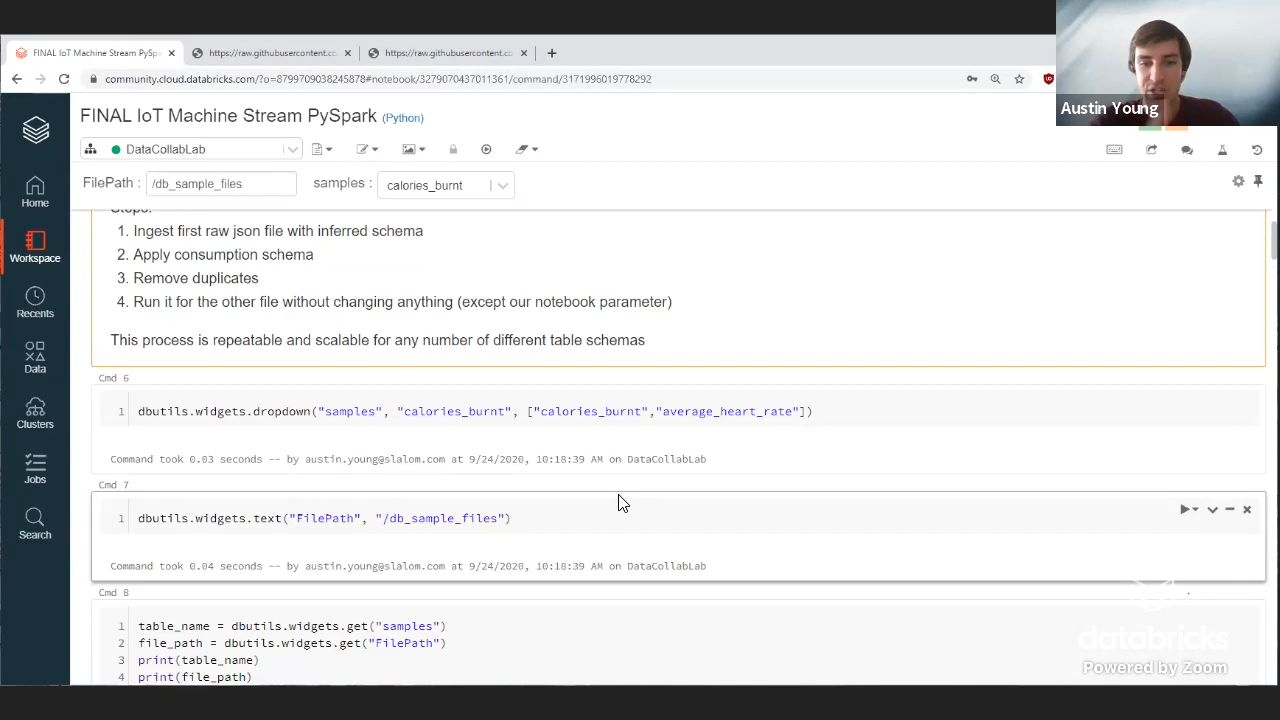 FINAL IoT Machine Stream PySpa
https://raw.githubusercontent.co
https://raw.githubusercontent.co
community.cloud.databricks.com/?o=8799709038245878#notebook/3279070437011361/command/3171996019778292
Austin Young
FINAL IoT Machine Stream PySpark (Python)
DataCollabLab
FilePath : /db_sample_files samples : calories_burnt
Home
Workspace
Recents
Data
Clusters
Jobs
Search
Steps:
1. Ingest first raw json file with inferred schema
2. Apply consumption schema
3. Remove duplicates
4. Run it for the other file without changing anything (except our notebook parameter)
This process is repeatable and scalable for any number of different table schemas
Cmd 6
1 dbutils.widgets.dropdown("samples", "calories_burnt", ["calories_burnt","average_heart_rate"])
Command took 0.03 seconds -- by austin.young@slalom.com at 9/24/2020, 10:18:39 AM on DataCollabLab
Cmd 7
1 dbutils.widgets.text("FilePath", "/db_sample_files")
Command took 0.04 seconds -- by austin.young@slalom.com at 9/24/2020, 10:18:39 AM on DataCollabLab
Cmd 8
1 table_name = dbutils.widgets.get("samples")
2 file_path = dbutils.widgets.get("FilePath")
3 print(table_name)
4 print(file_path)
databricks
Powered by Zoom